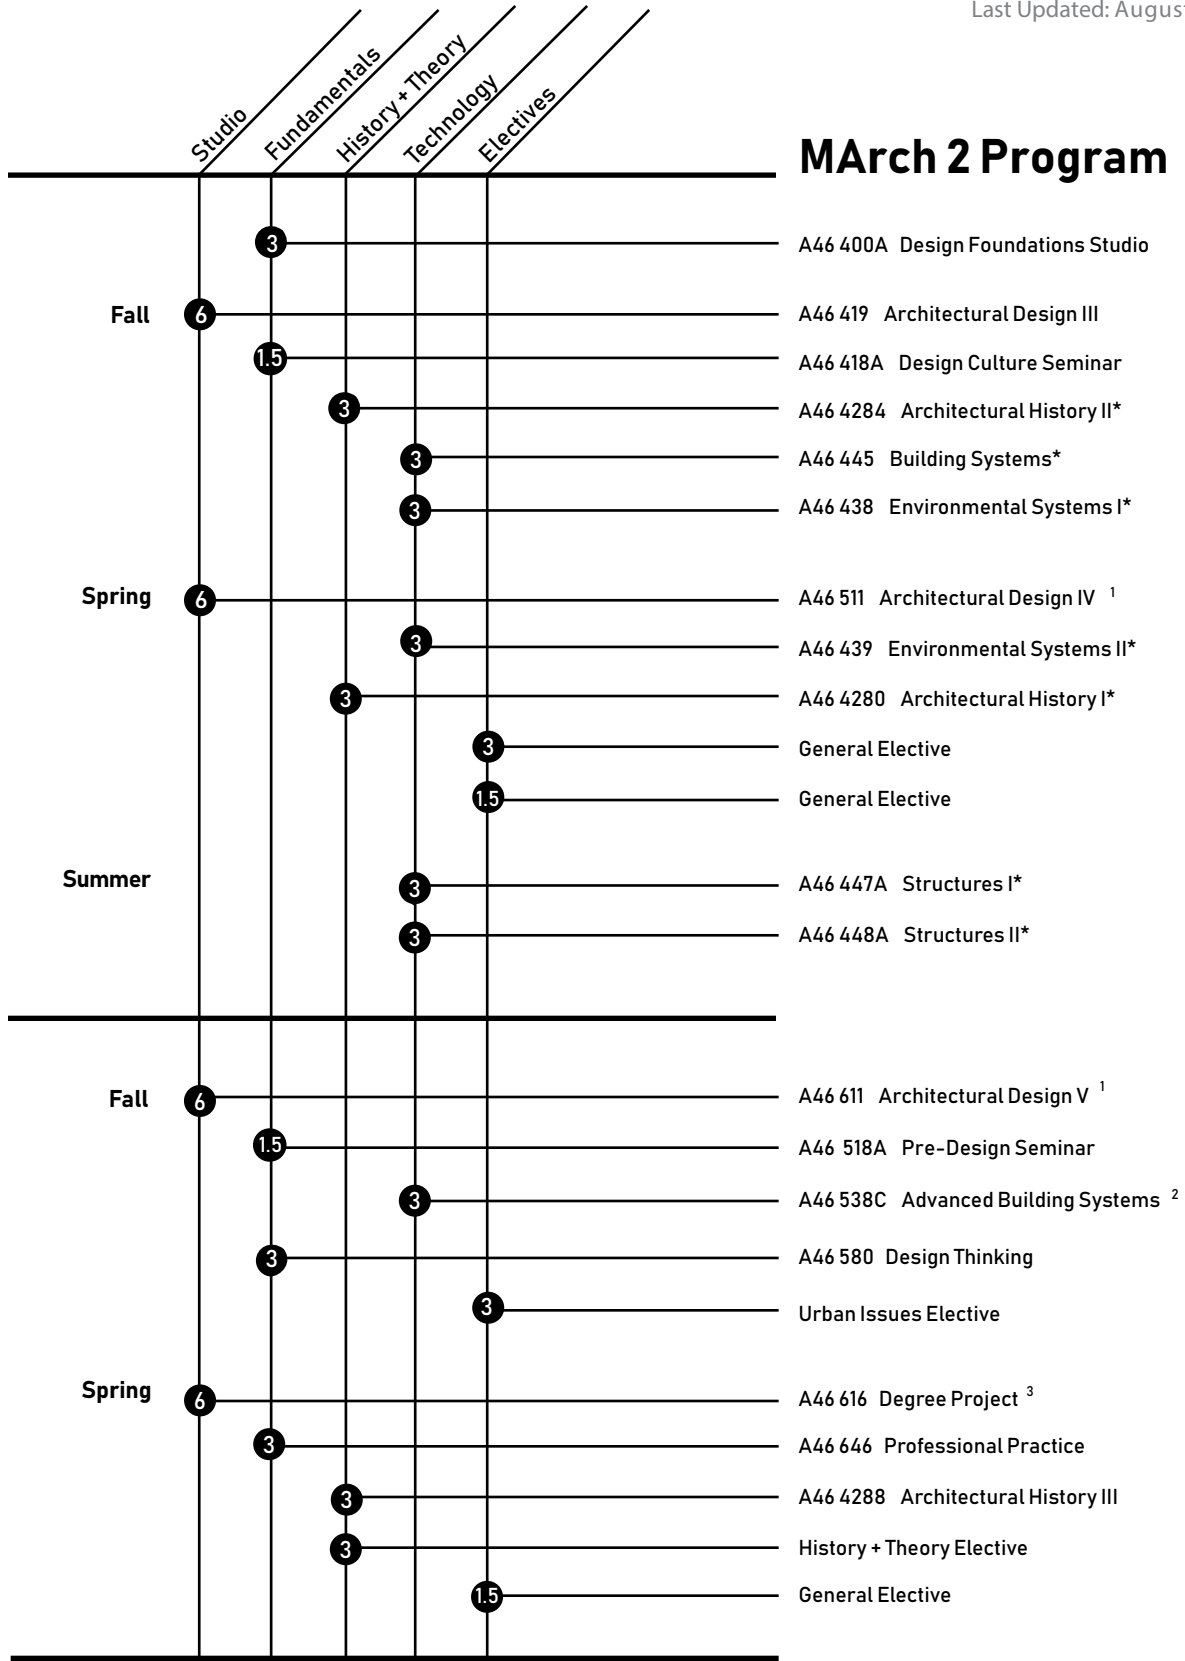 Last Updated: August
Studio
Fundamentals
History + Theory
Technology
Electives
MArch 2 Program
3 A46 400A Design Foundations Studio
Fall 6 A46 419 Architectural Design III
1.5 A46 418A Design Culture Seminar
3 A46 4284 Architectural History II*
3 A46 445 Building Systems*
3 A46 438 Environmental Systems I*
Spring 6 A46 511 Architectural Design IV 1
3 A46 439 Environmental Systems II*
3 A46 4280 Architectural History I*
3 General Elective
1.5 General Elective
Summer
3 A46 447A Structures I*
3 A46 448A Structures II*
Fall 6 A46 611 Architectural Design V 1
1.5 A46 518A Pre-Design Seminar
3 A46 538C Advanced Building Systems 2
3 A46 580 Design Thinking
3 Urban Issues Elective
Spring 6 A46 616 Degree Project 3
3 A46 646 Professional Practice
3 A46 4288 Architectural History III
3 History + Theory Elective
1.5 General Elective